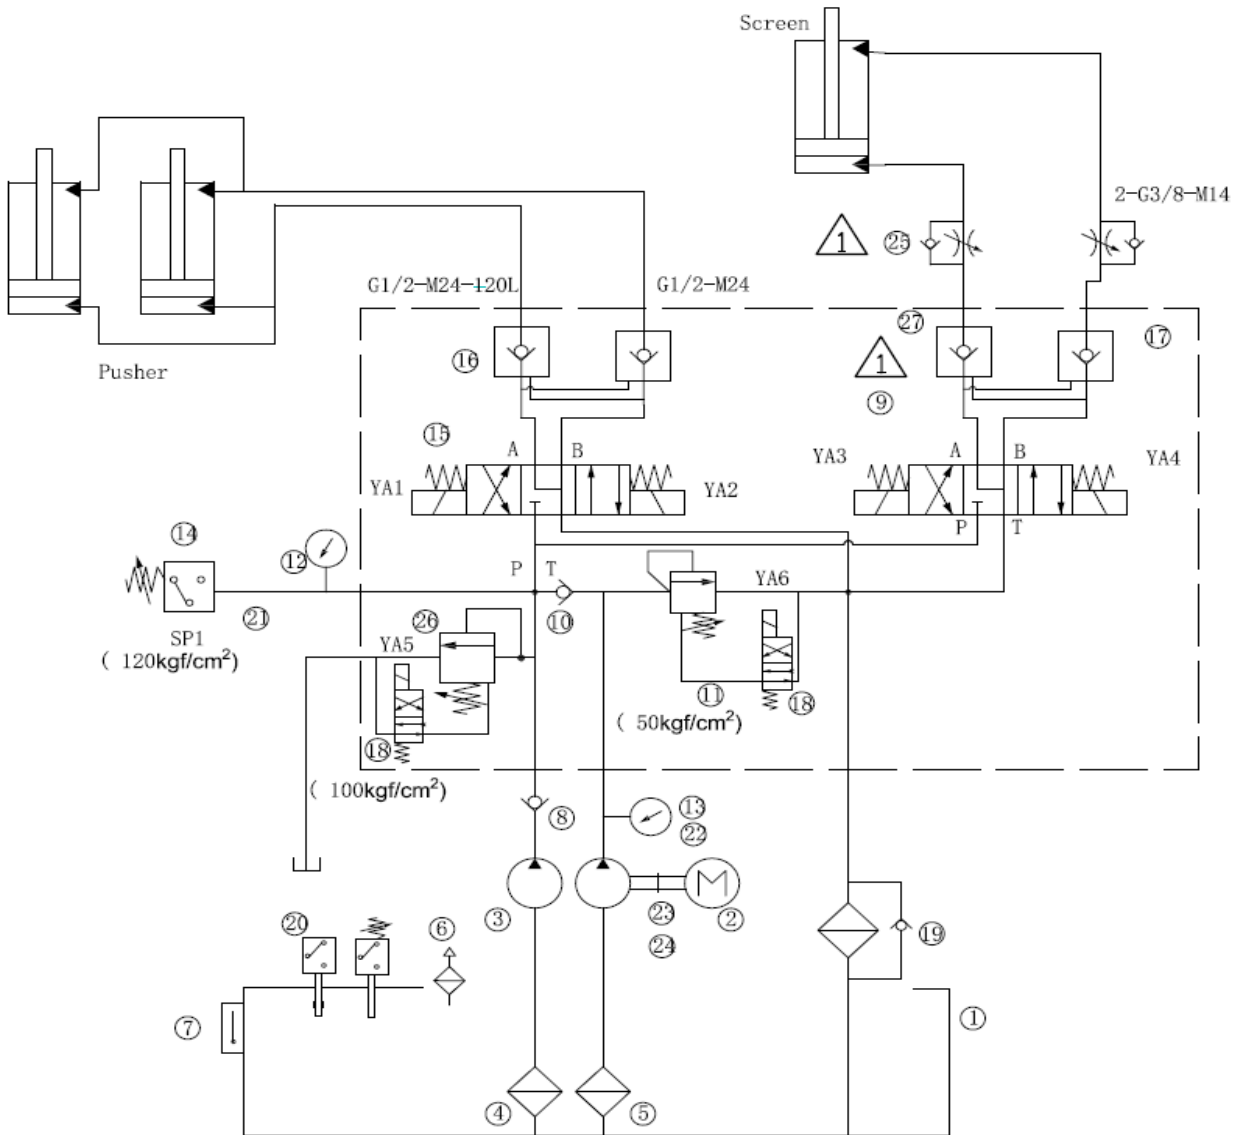 Screen
2-G3/8-M14
1
㉕
G1/2-M24-120L
G1/2-M24
Pusher
㉗
⑰
⑯
1
⑨
⑮
A
B
YA3
A
B
YA4
YA1
YA2
P
T
⑭
⑫
P
T
YA6
SP1
㉑
㉖
⑩
( 120kgf/cm²)
YA5
⑪
⑱
( 50kgf/cm²)
⑱
( 100kgf/cm²)
⑧
⑬
㉒
③
M
㉓
②
⑳
⑥
㉔
⑲
⑦
①
④
⑤